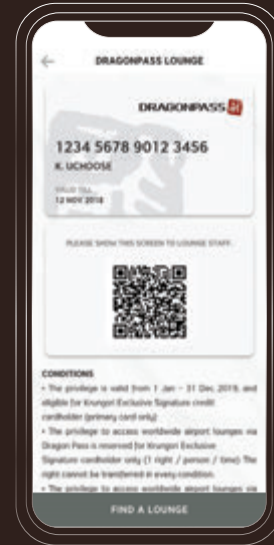 DRAGONPASS LOUNGE
DRAGONPASS
1234 5678 9012 3456
K. UCHOOSE
VALID TILL
12 NOV 2018
PLEASE SHOW THIS SCREEN TO LOUNGE STAFF.
CONDITIONS
• The privilege is valid from 1 Jan - 31 Dec, 2019, and
eligible for Krungsri Exclusive Signature credit
cardholder (primary card only)
• The privilege to access worldwide airport lounges via
Dragon Pass is reserved for Krungsri Exclusive
Signature cardholder only (1 right / person / time) The
right cannot be transferred in every condition.
• The privilege to access worldwide airport lounges via
FIND A LOUNGE